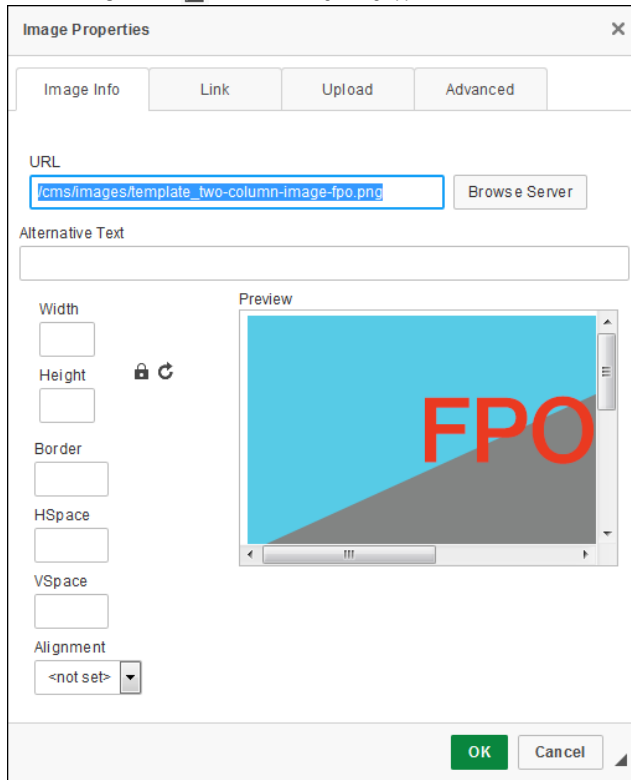 Image Properties
Image Info Link Upload Advanced
URL
/cms/images/template_two-column-image-fpo.png Browse Server
Alternative Text
Width
Preview
Height
FPO
Border
HSpace
VSpace
Alignment
<not set>
OK Cancel